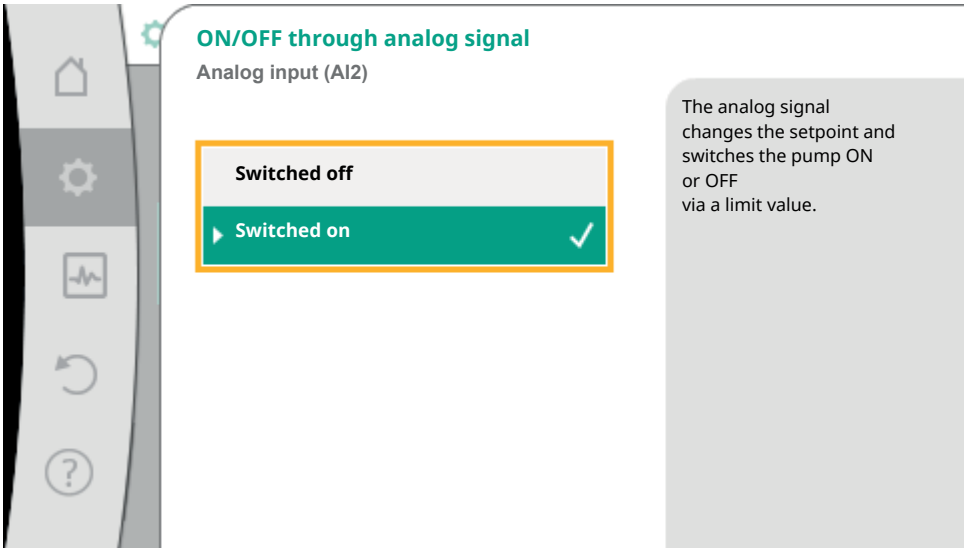 ON/OFF through analog signal
Analog input (AI2)
Switched off
Switched on
The analog signal
changes the setpoint and
switches the pump ON
or OFF
via a limit value.
?